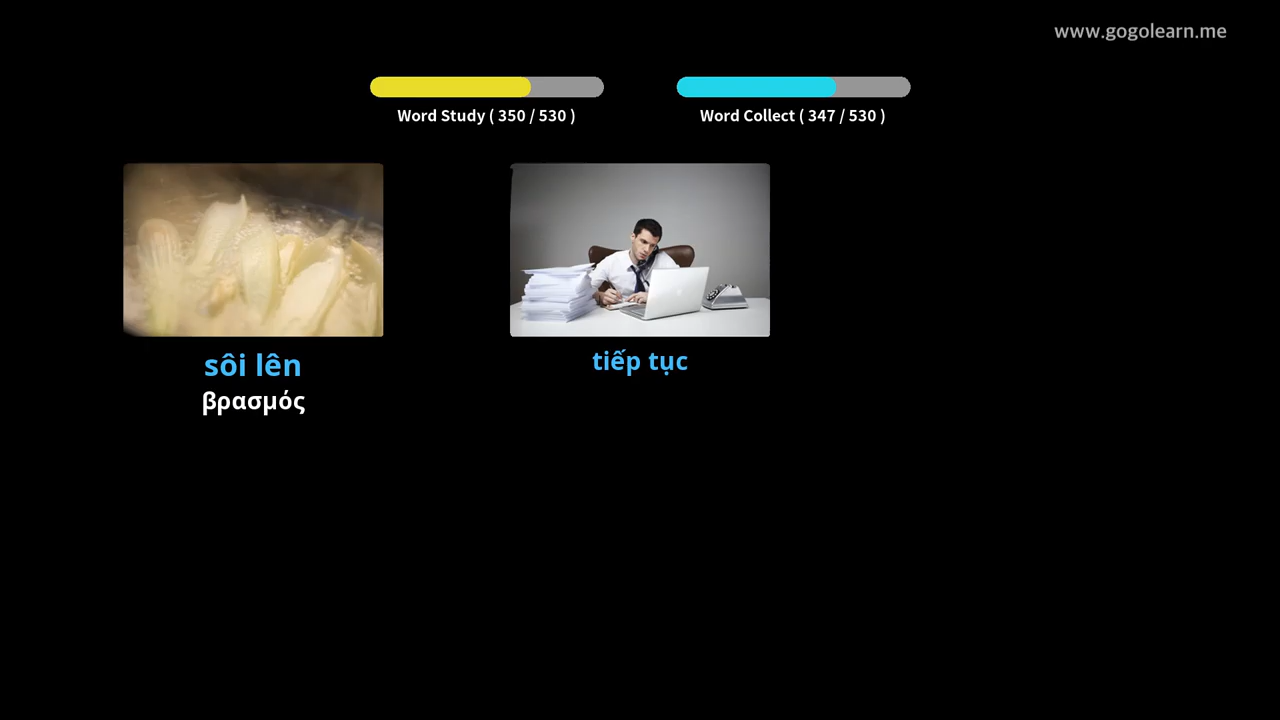 www.gogolearn.me
Word Study ( 350 / 530 )
Word Collect ( 347 / 530 )
sôi lên
βρασμός
tiếp tục